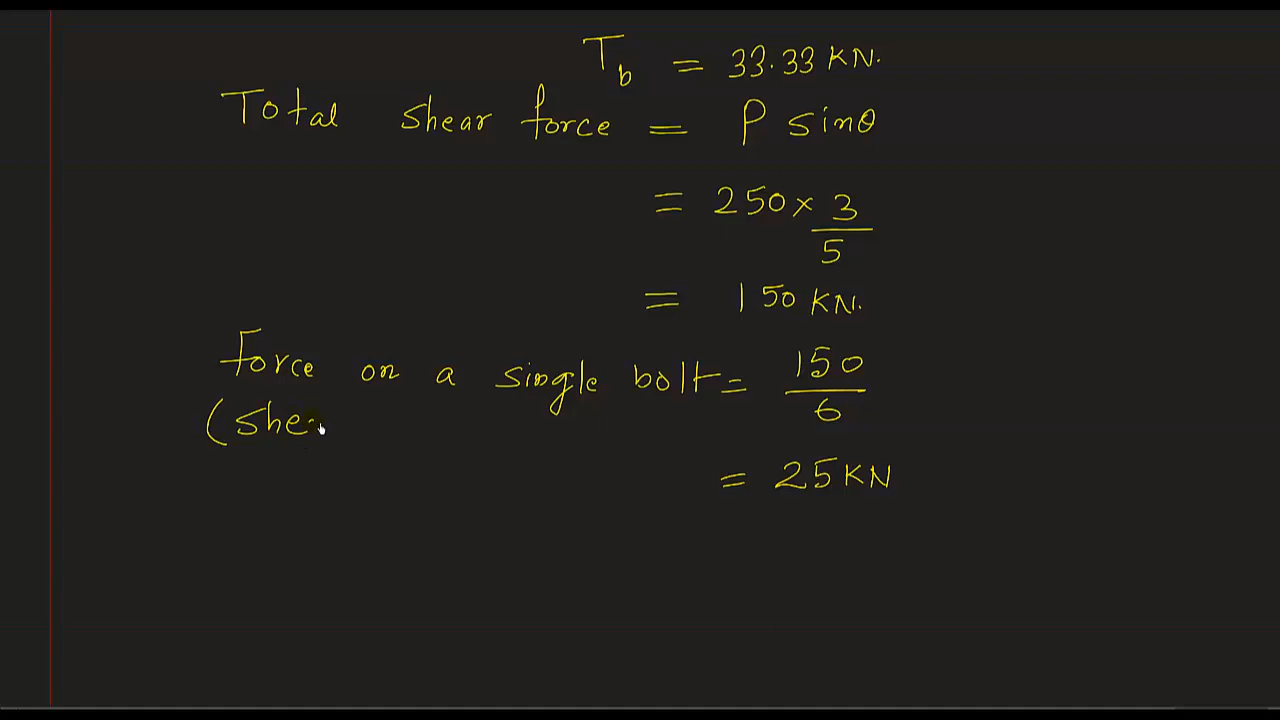 Tb = 33.33 KN.
Total shear force = P sinθ
= 250 × 3/5
= 150 KN.
Force on a single bolt = 150/6
(She
= 25 KN